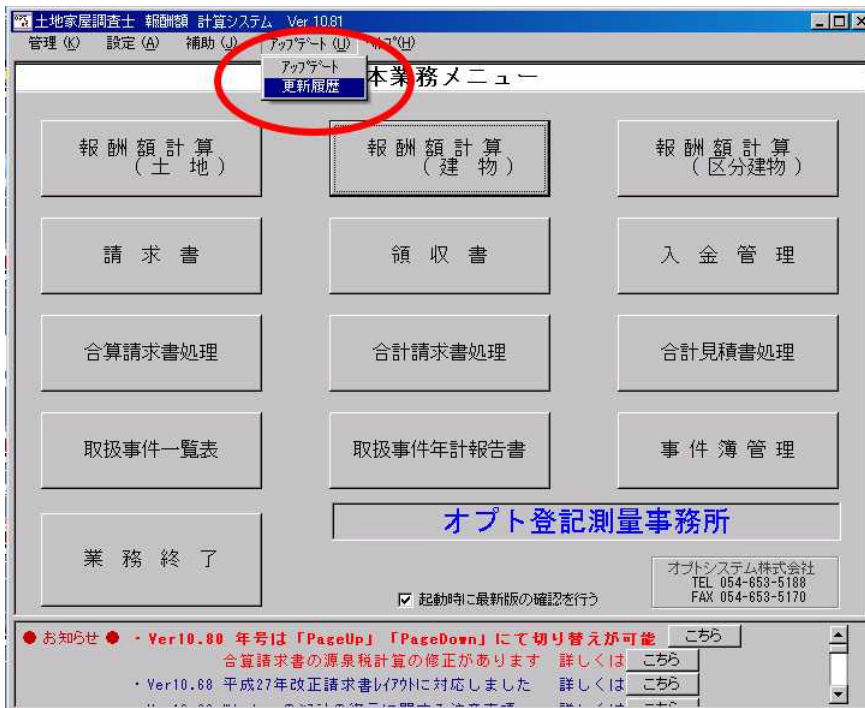 土地家屋調査士 報酬額 計算システム Ver 10.81
管理 (K) 設定 (A) 補助 (J) アップデート (U) ﾍﾙﾌﾟ(H)
アップデート
更新履歴
本業務メニュー
報酬額計算
(土 地)
報酬額計算
(建 物)
報酬額計算
(区分建物)
請 求 書
領 収 書
入 金 管 理
合算請求書処理
合計請求書処理
合計見積書処理
取扱事件一覧表
取扱事件年計報告書
事 件 簿 管 理
オプト登記測量事務所
業 務 終 了
起動時に最新版の確認を行う
オプトシステム株式会社
TEL 054-653-5188
FAX 054-653-5170
● お知らせ ● ・Ver10.80 年号は「PageUp」「PageDown」にて切り替えが可能 こちら
合算請求書の源泉税計算の修正があります 詳しくは こちら
・Ver10.68 平成27年改正請求書ﾚｲｱｳﾄに対応しました 詳しくは こちら